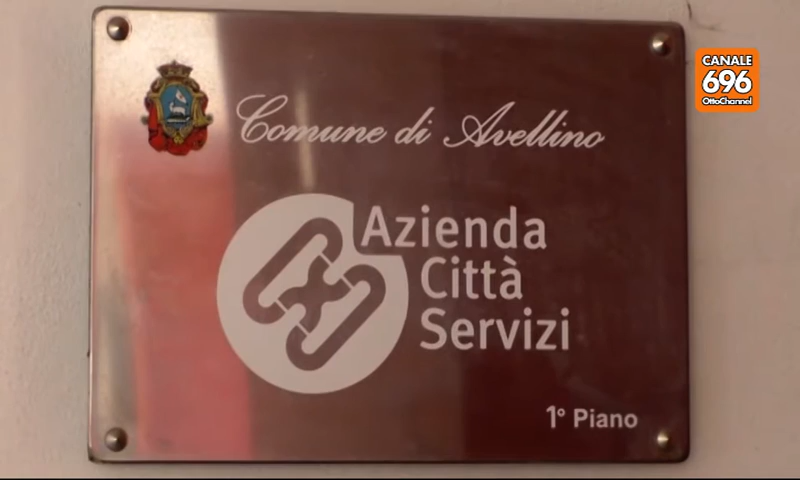 CANALE
696
OttoChannel
Comune di Avellino
Azienda
Città
Servizi
1° Piano